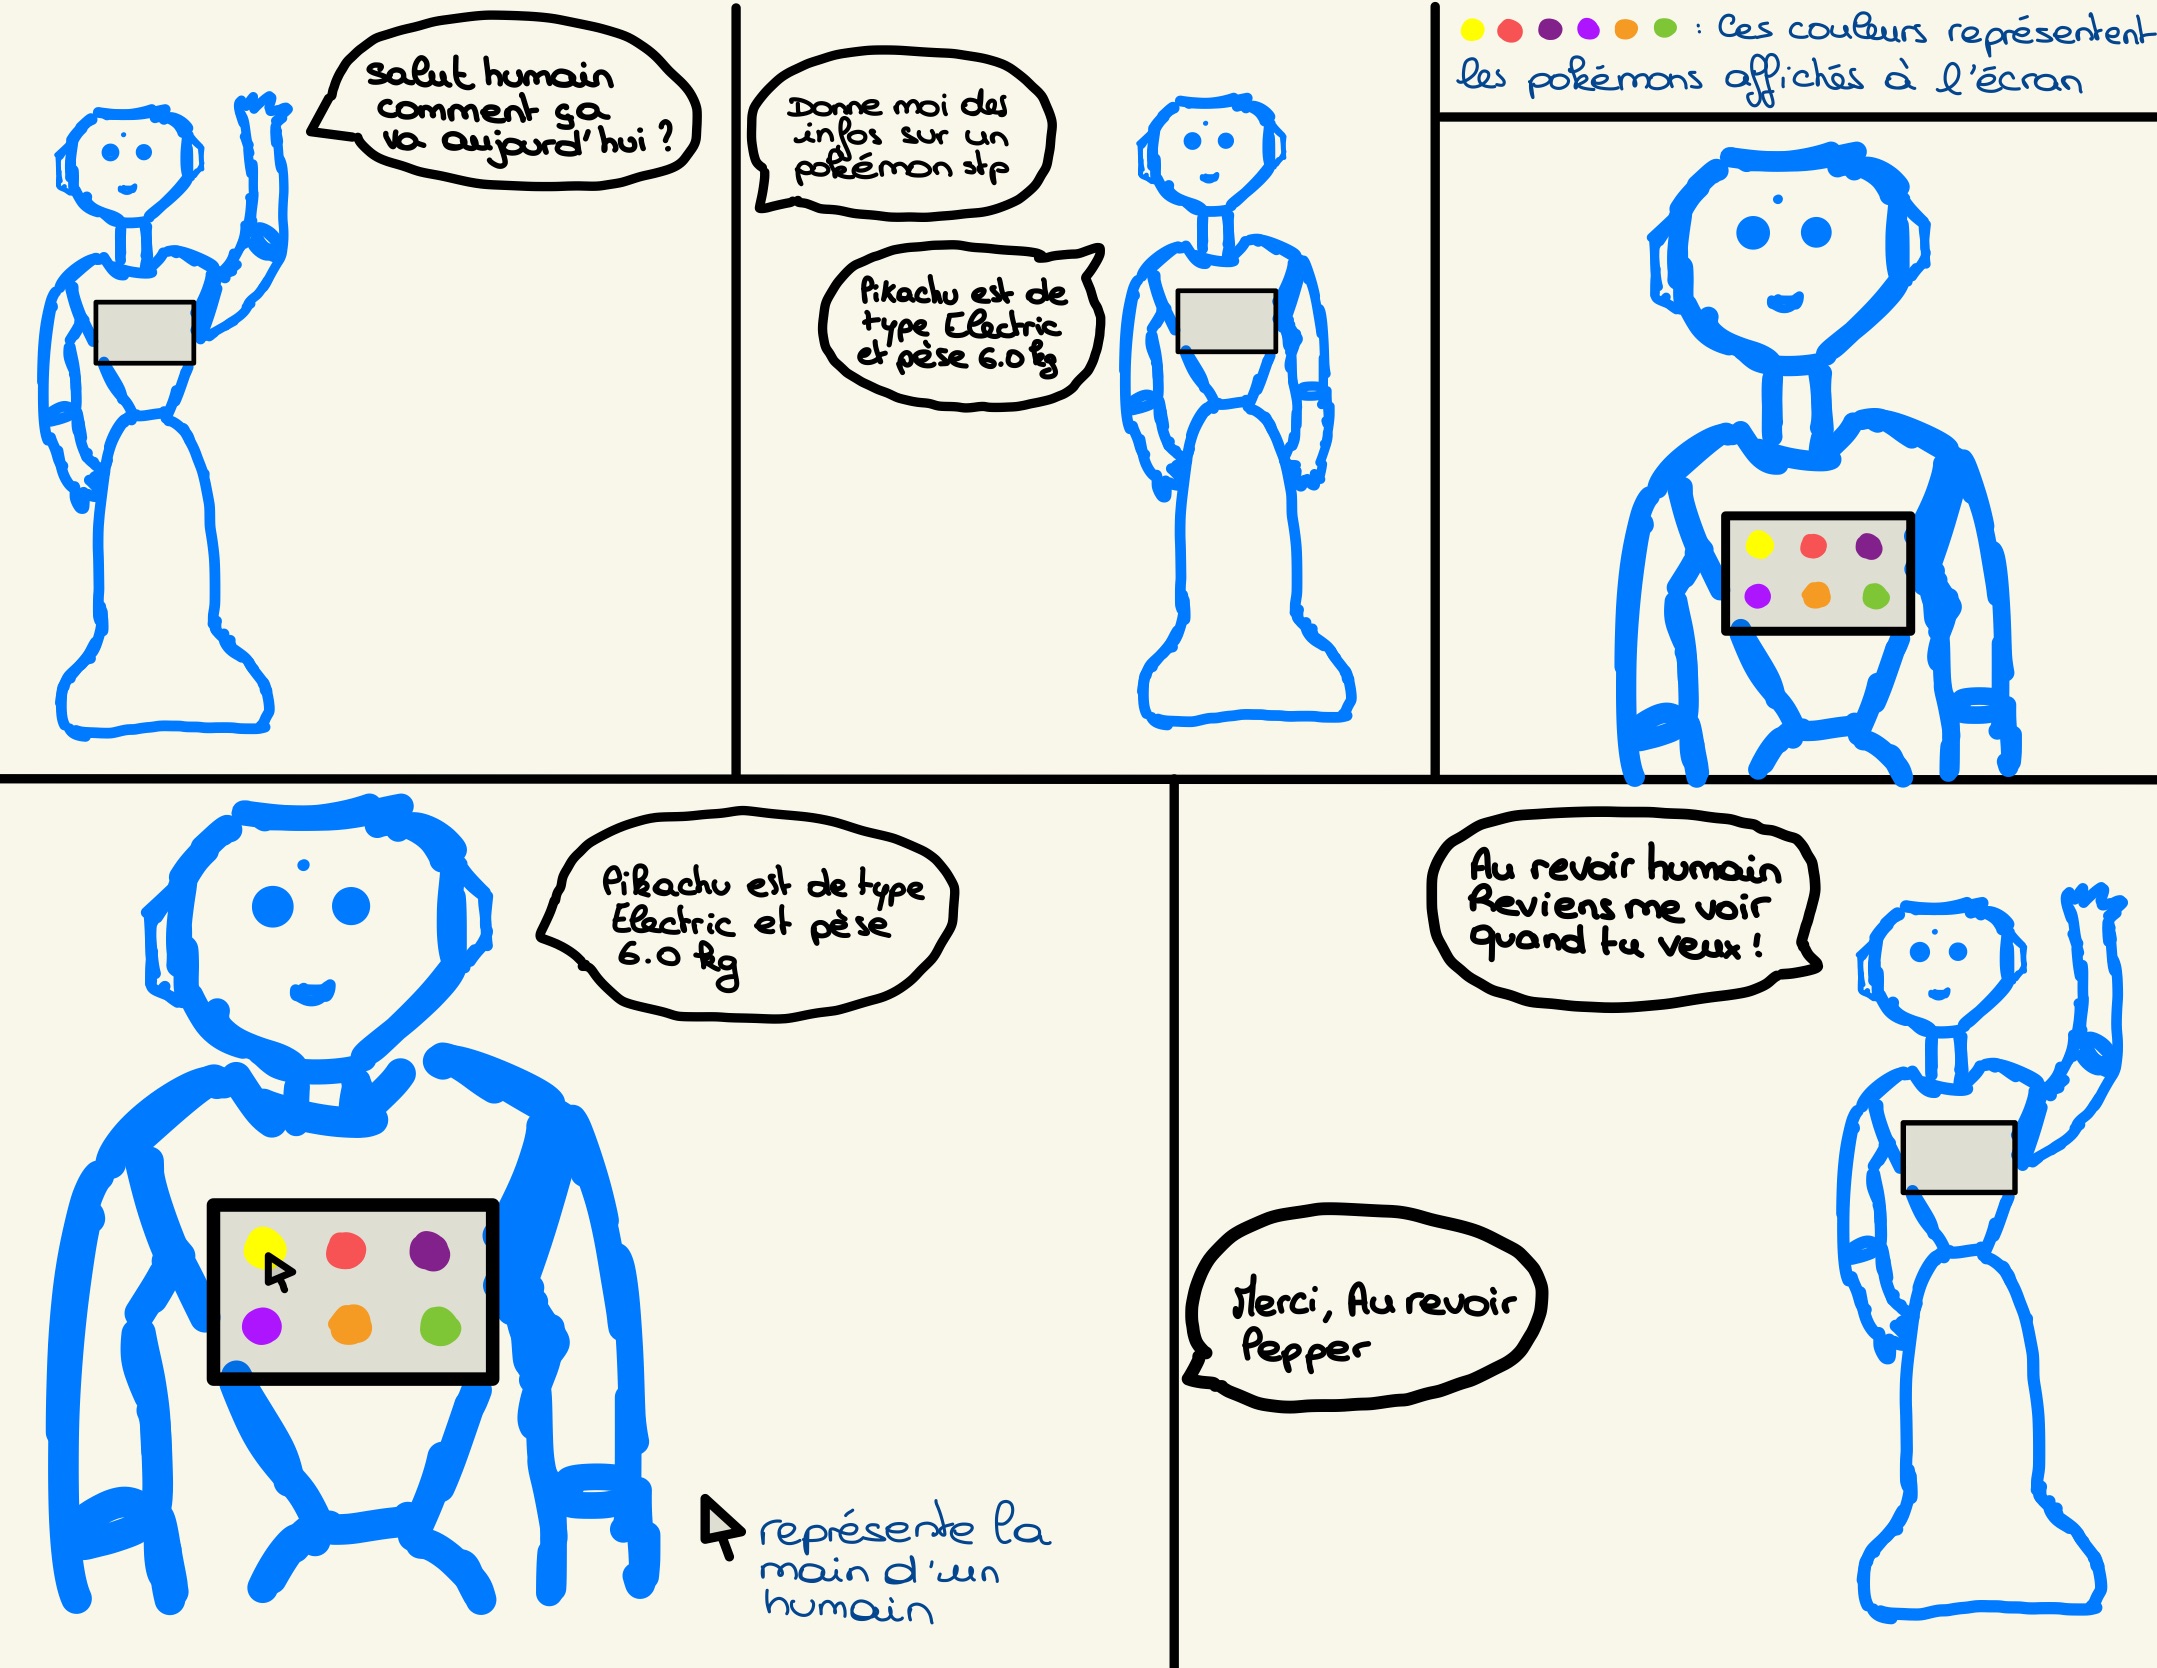 Salut humain
comment ça
va aujourd'hui ?
Donne moi des
infos sur un
pokémon stp
Pikachu est de
type Electric
et pèse 6.0 kg
: Ces couleurs représentent
les pokémons affichés à l'écran
Pikachu est de type
Electric et pèse
6.0 kg
représente la
main d'un
humain
Au revoir humain
Reviens me voir
quand tu veux !
Merci, Au revoir
Pepper